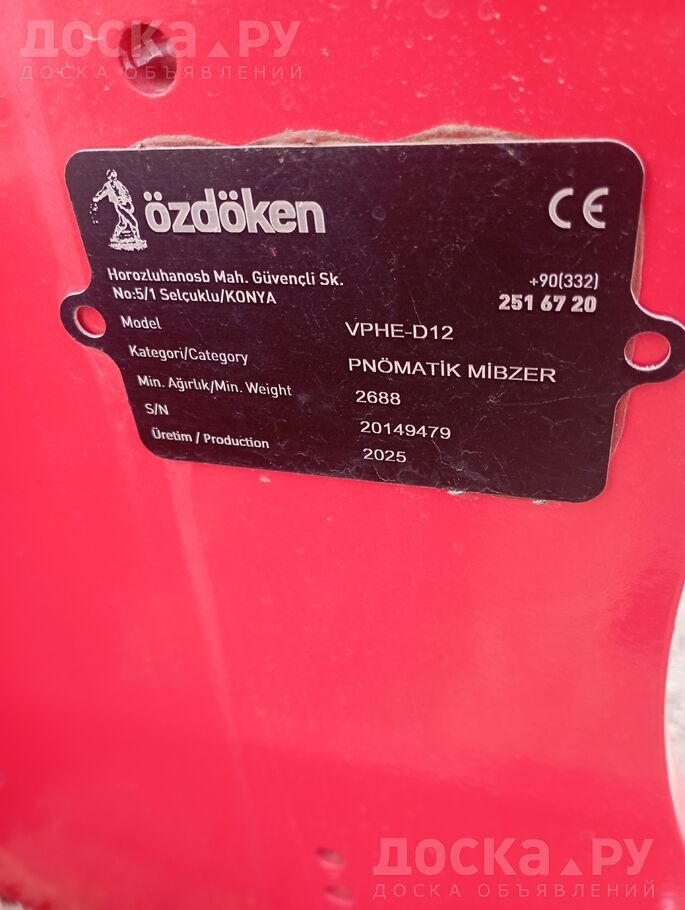 ДОСКА.РУ
ДОСКА ОБЪЯВЛЕНИЙ
özdöken CE
Horozluhanosb Mah. Güvençli Sk.
No:5/1 Selçuklu/KONYA
+90(332)
251 67 20
Model VPHE-D12
Kategori/Category PNÖMATİK MİBZER
Min. Ağırlık/Min. Weight 2688
S/N 20149479
Üretim / Production 2025
ДОСКА.РУ
ДОСКА ОБЪЯВЛЕНИЙ